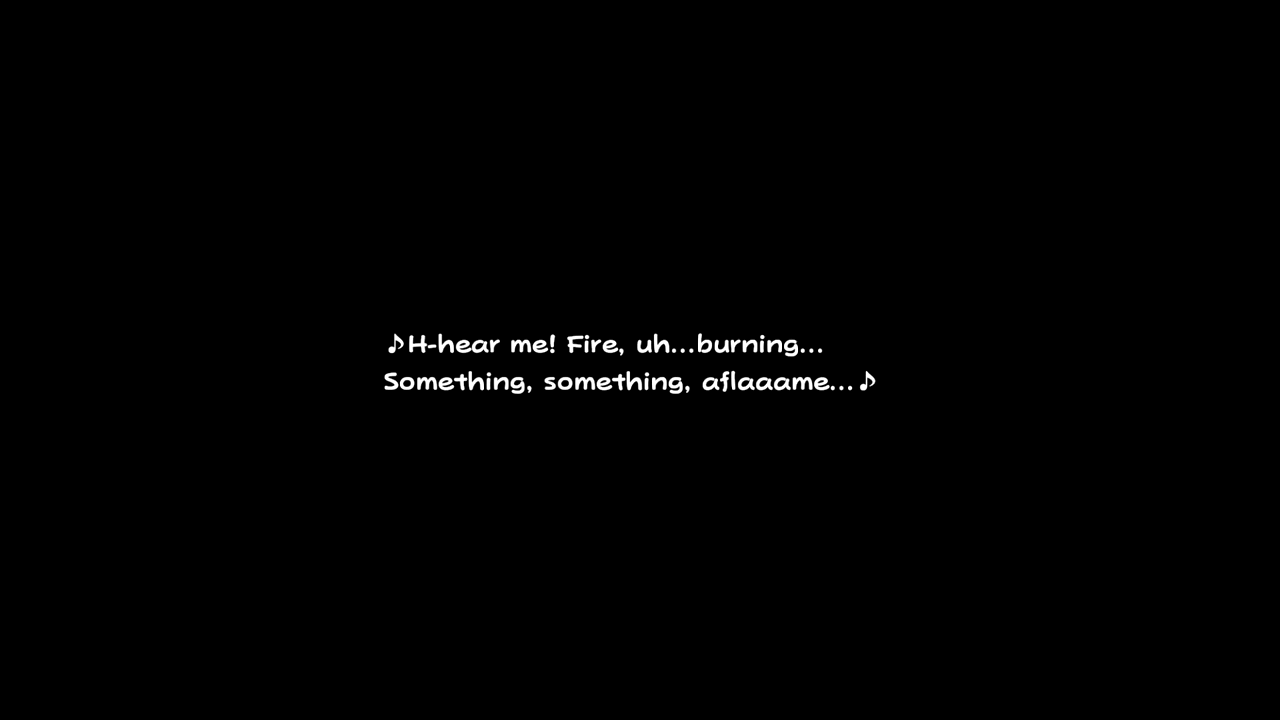 ♪H-hear me! Fire, uh...burning...
Something, something, aflaaame...♪